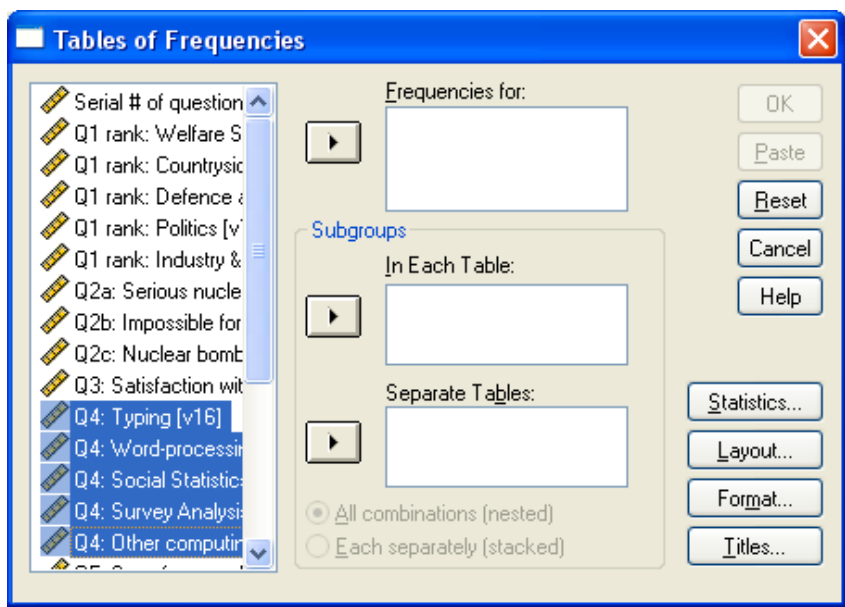 Tables of Frequencies
Serial # of question
Q1 rank: Welfare S
Q1 rank: Countrysid
Q1 rank: Defence a
Q1 rank: Politics [v
Q1 rank: Industry &
Q2a: Serious nucle
Q2b: Impossible for
Q2c: Nuclear bomb
Q3: Satisfaction wit
Q4: Typing [v16]
Q4: Word-processin
Q4: Social Statistic
Q4: Survey Analysi
Q4: Other computin
Frequencies for:
Subgroups
In Each Table:
Separate Tables:
All combinations (nested)
Each separately (stacked)
OK
Paste
Reset
Cancel
Help
Statistics...
Layout...
Format...
Titles...